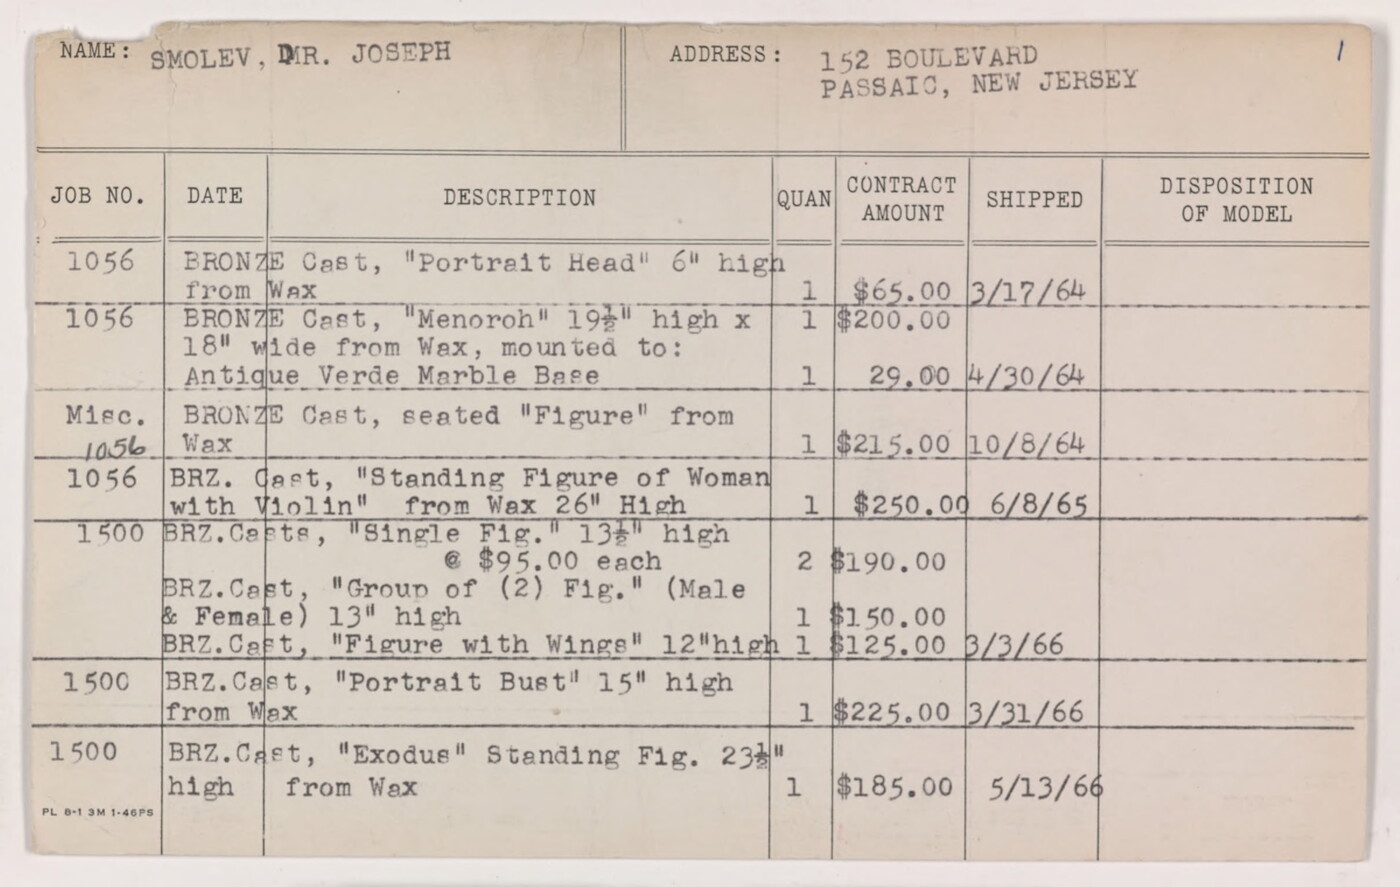 NAME: SMOLEV, DMR. JOSEPH ADDRESS: 152 BOULEVARD 1
PASSAIC, NEW JERSEY
JOB NO. DATE DESCRIPTION QUAN CONTRACT AMOUNT SHIPPED DISPOSITION OF MODEL
1056 BRONZE Cast, "Portrait Head" 6" high
from Wax 1 $65.00 3/17/64
1056 BRONZE Cast, "Menoroh" 19½" high x 1 $200.00
18" wide from Wax, mounted to:
Antique Verde Marble Base 1 29.00 4/30/64
Misc. BRONZE Cast, seated "Figure" from
1056 Wax 1 $215.00 10/8/64
1056 BRZ. Cast, "Standing Figure of Woman
with Violin" from Wax 26" High 1 $250.00 6/8/65
1500 BRZ.Casts, "Single Fig." 13½" high
@ $95.00 each 2 $190.00
BRZ.Cast, "Group of (2) Fig." (Male
& Female) 13" high 1 $150.00
BRZ.Cast, "Figure with Wings" 12"high 1 $125.00 3/3/66
1500 BRZ.Cast, "Portrait Bust" 15" high
from Wax 1 $225.00 3/31/66
1500 BRZ.Cast, "Exodus" Standing Fig. 23½"
high from Wax 1 $185.00 5/13/66
PL 8-1 3M 1-46PS